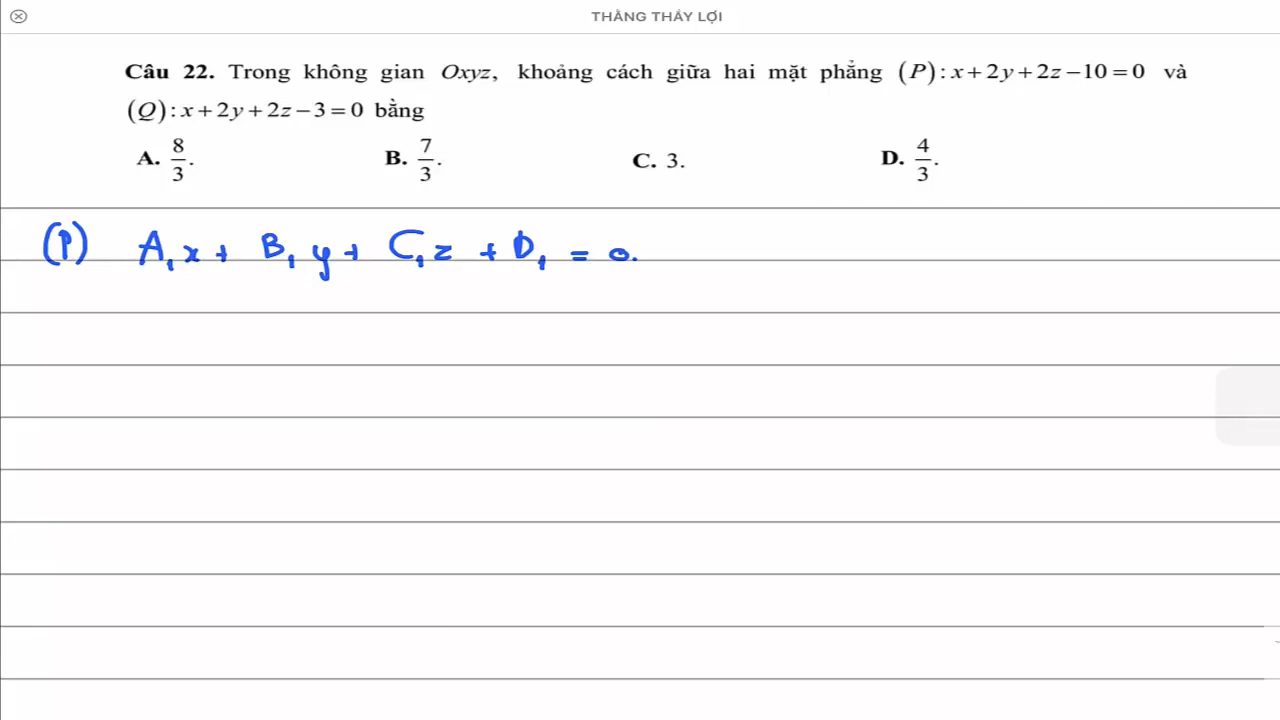 THẰNG THẦY LỢI
Câu 22. Trong không gian Oxyz, khoảng cách giữa hai mặt phẳng (P): x + 2y + 2z − 10 = 0 và
(Q): x + 2y + 2z − 3 = 0 bằng
A. 8/3. B. 7/3. C. 3. D. 4/3.
(P) A₁x + B₁y + C₁z + D₁ = 0.